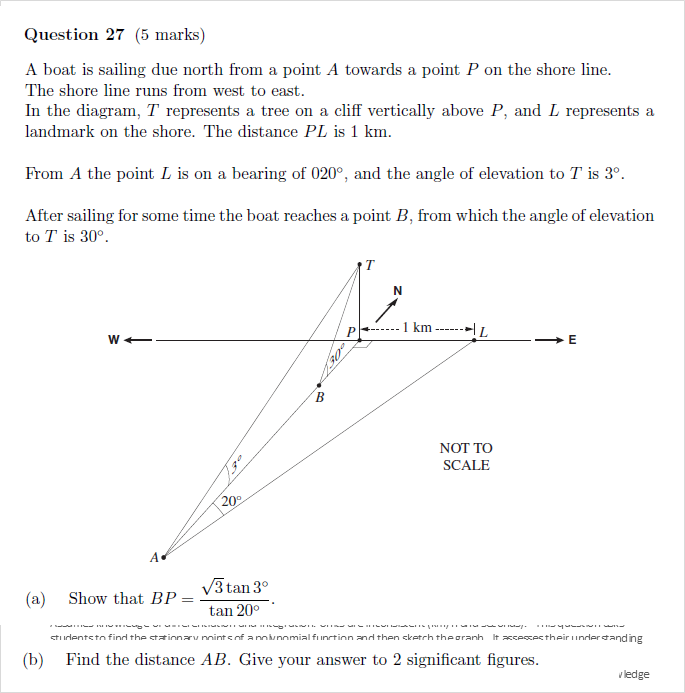 Question 27 (5 marks)
A boat is sailing due north from a point A towards a point P on the shore line.
The shore line runs from west to east.
In the diagram, T represents a tree on a cliff vertically above P, and L represents a
landmark on the shore. The distance PL is 1 km.
From A the point L is on a bearing of 020°, and the angle of elevation to T is 3°.
After sailing for some time the boat reaches a point B, from which the angle of elevation
to T is 30°.
T
N
P
1 km
L
W
E
30°
B
NOT TO
SCALE
3°
20°
A
(a) Show that BP = √3 tan 3° / tan 20°.
students to find the stationary points of a polynomial function and then sketch the graph. It assesses their understanding
(b) Find the distance AB. Give your answer to 2 significant figures.